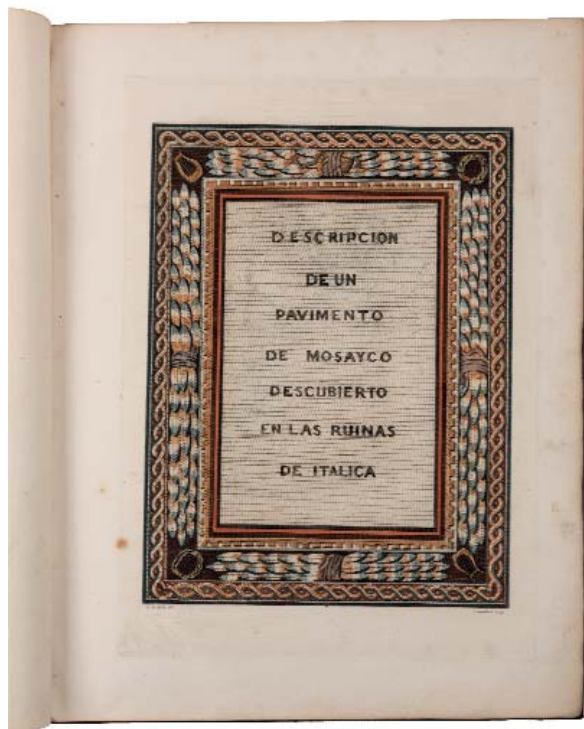 DESCRIPCION
DE UN
PAVIMENTO
DE MOSAYCO
DESCUBIERTO
EN LAS RUINAS
DE ITALICA